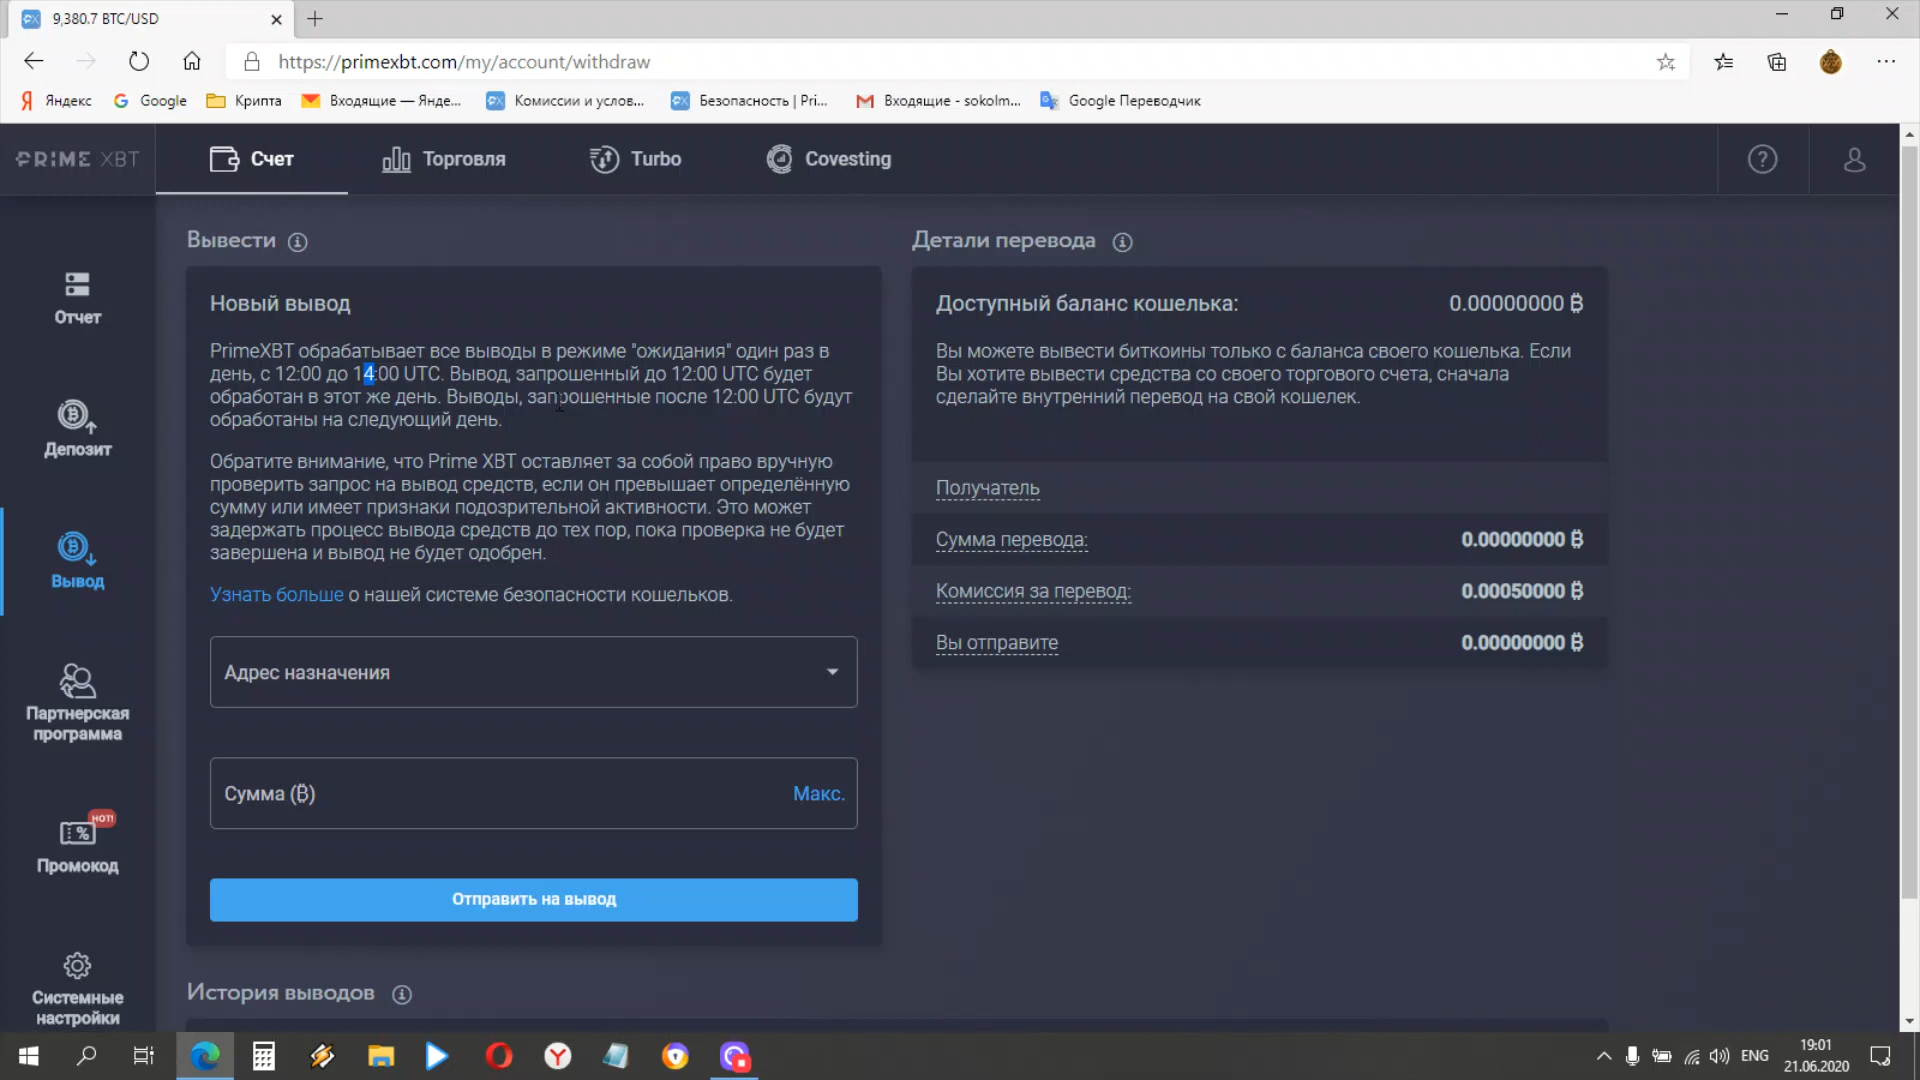 9,380.7 BTC/USD
https://primexbt.com/my/account/withdraw
Яндекс
Google
Крипта
Входящие — Янде...
Комиссии и услов...
Безопасность | Pri...
Входящие - sokolm...
Google Переводчик
PRIME XBT
Счет
Торговля
Turbo
Covesting
Отчет
Депозит
Вывод
Партнерская
программа
HOT!
Промокод
Системные
настройки
Вывести
Новый вывод
PrimeXBT обрабатывает все выводы в режиме "ожидания" один раз в
день, с 12:00 до 14:00 UTC. Вывод, запрошенный до 12:00 UTC будет
обработан в этот же день. Выводы, запрошенные после 12:00 UTC будут
обработаны на следующий день.
Обратите внимание, что Prime XBT оставляет за собой право вручную
проверить запрос на вывод средств, если он превышает определённую
сумму или имеет признаки подозрительной активности. Это может
задержать процесс вывода средств до тех пор, пока проверка не будет
завершена и вывод не будет одобрен.
Узнать больше о нашей системе безопасности кошельков.
Адрес назначения
Сумма (₿)
Макс.
Отправить на вывод
История выводов
Детали перевода
Доступный баланс кошелька: 0.00000000 ₿
Вы можете вывести биткоины только с баланса своего кошелька. Если
Вы хотите вывести средства со своего торгового счета, сначала
сделайте внутренний перевод на свой кошелек.
Получатель
Сумма перевода: 0.00000000 ₿
Комиссия за перевод: 0.00050000 ₿
Вы отправите 0.00000000 ₿
ENG
19:01
21.06.2020